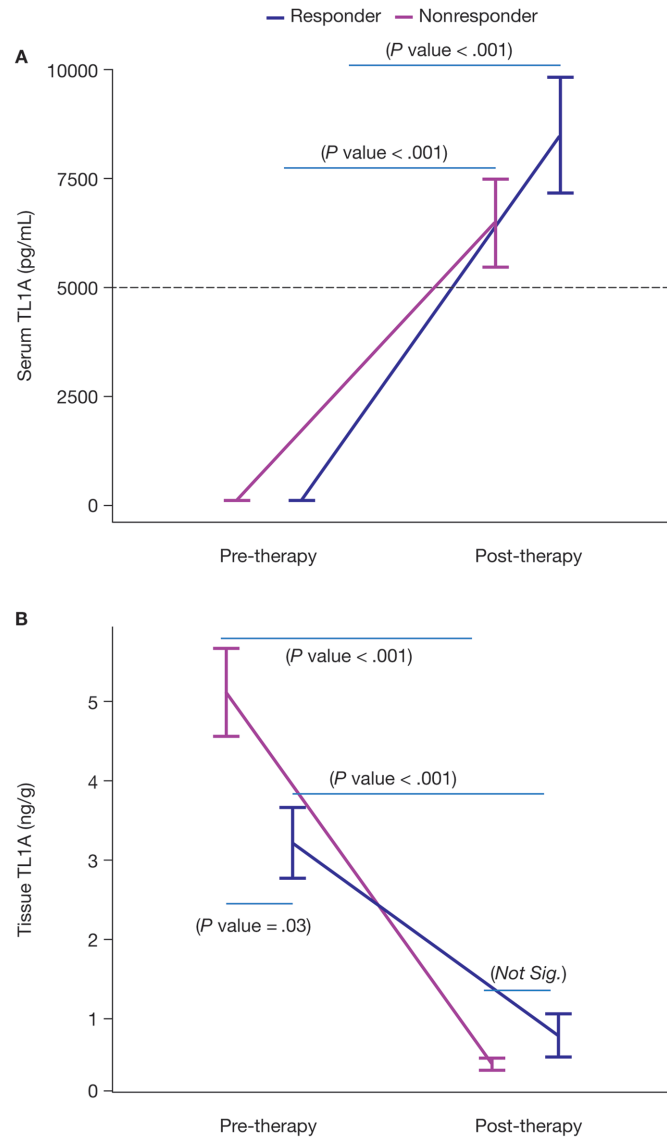 Responder Nonresponder
A
(P value < .001)
10000
(P value < .001)
7500
Serum TL1A (pg/mL)
5000
2500
0
Pre-therapy Post-therapy
B
(P value < .001)
5
(P value < .001)
4
Tissue TL1A (ng/g)
3
(P value = .03)
2
(Not Sig.)
1
0
Pre-therapy Post-therapy